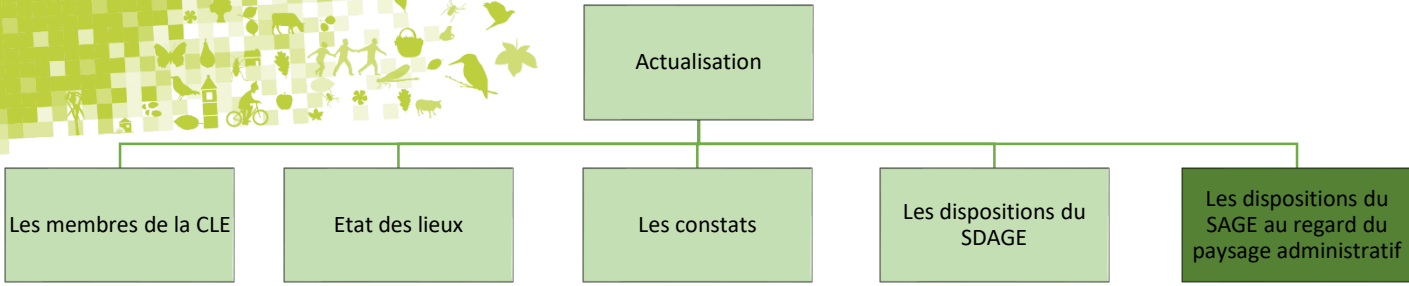 Actualisation
Les membres de la CLE
Etat des lieux
Les constats
Les dispositions du
SDAGE
Les dispositions du
SAGE au regard du
paysage administratif